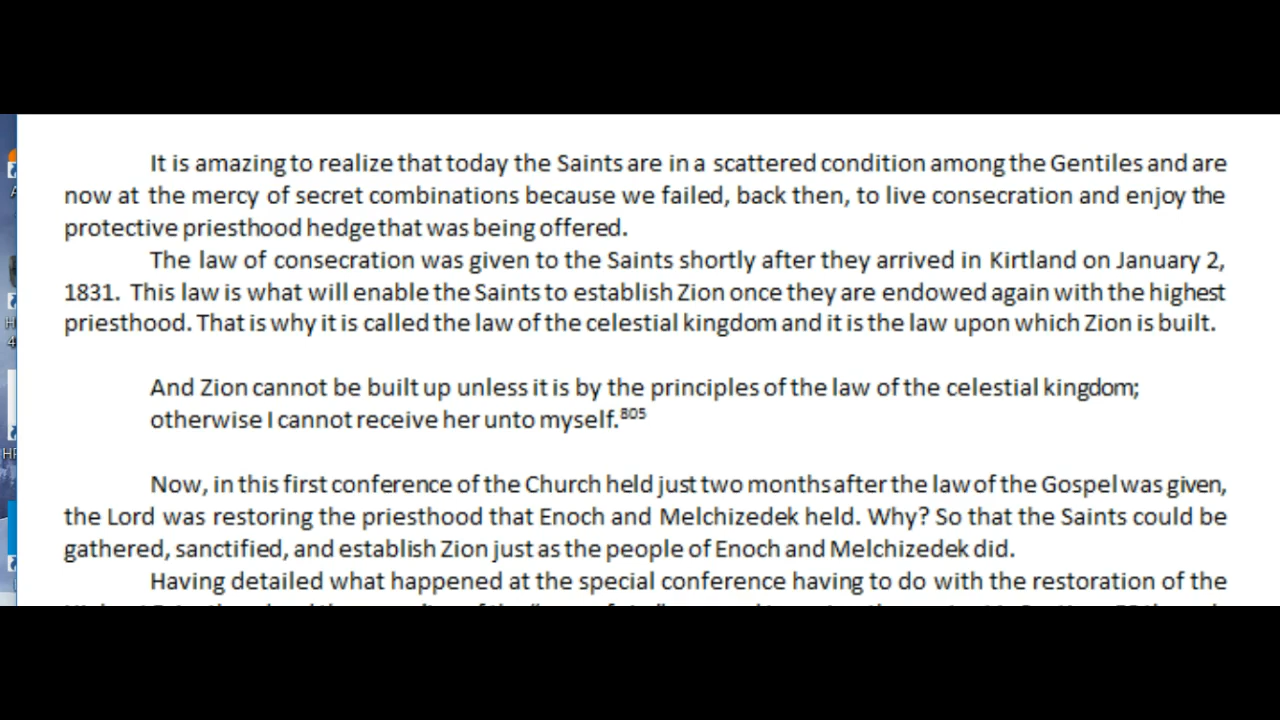 It is amazing to realize that today the Saints are in a scattered condition among the Gentiles and are
now at the mercy of secret combinations because we failed, back then, to live consecration and enjoy the
protective priesthood hedge that was being offered.
The law of consecration was given to the Saints shortly after they arrived in Kirtland on January 2,
1831. This law is what will enable the Saints to establish Zion once they are endowed again with the highest
priesthood. That is why it is called the law of the celestial kingdom and it is the law upon which Zion is built.
And Zion cannot be built up unless it is by the principles of the law of the celestial kingdom;
otherwise I cannot receive her unto myself.805
Now, in this first conference of the Church held just two months after the law of the Gospel was given,
the Lord was restoring the priesthood that Enoch and Melchizedek held. Why? So that the Saints could be
gathered, sanctified, and establish Zion just as the people of Enoch and Melchizedek did.
Having detailed what happened at the special conference having to do with the restoration of the